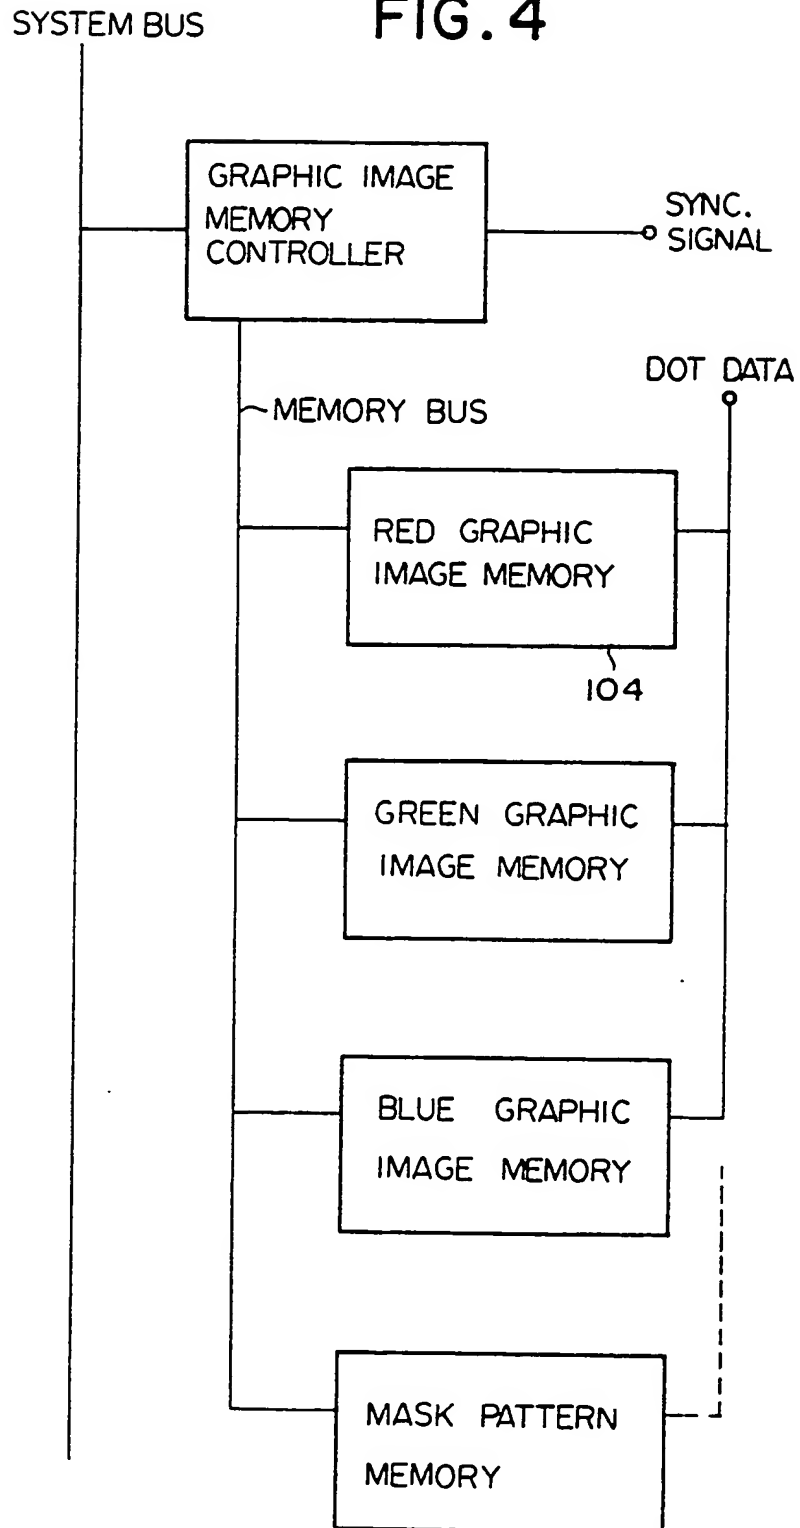 SYSTEM BUS
FIG. 4
GRAPHIC IMAGE
MEMORY
CONTROLLER
SYNC.
SIGNAL
DOT DATA
MEMORY BUS
RED GRAPHIC
IMAGE MEMORY
104
GREEN GRAPHIC
IMAGE MEMORY
BLUE GRAPHIC
IMAGE MEMORY
MASK PATTERN
MEMORY